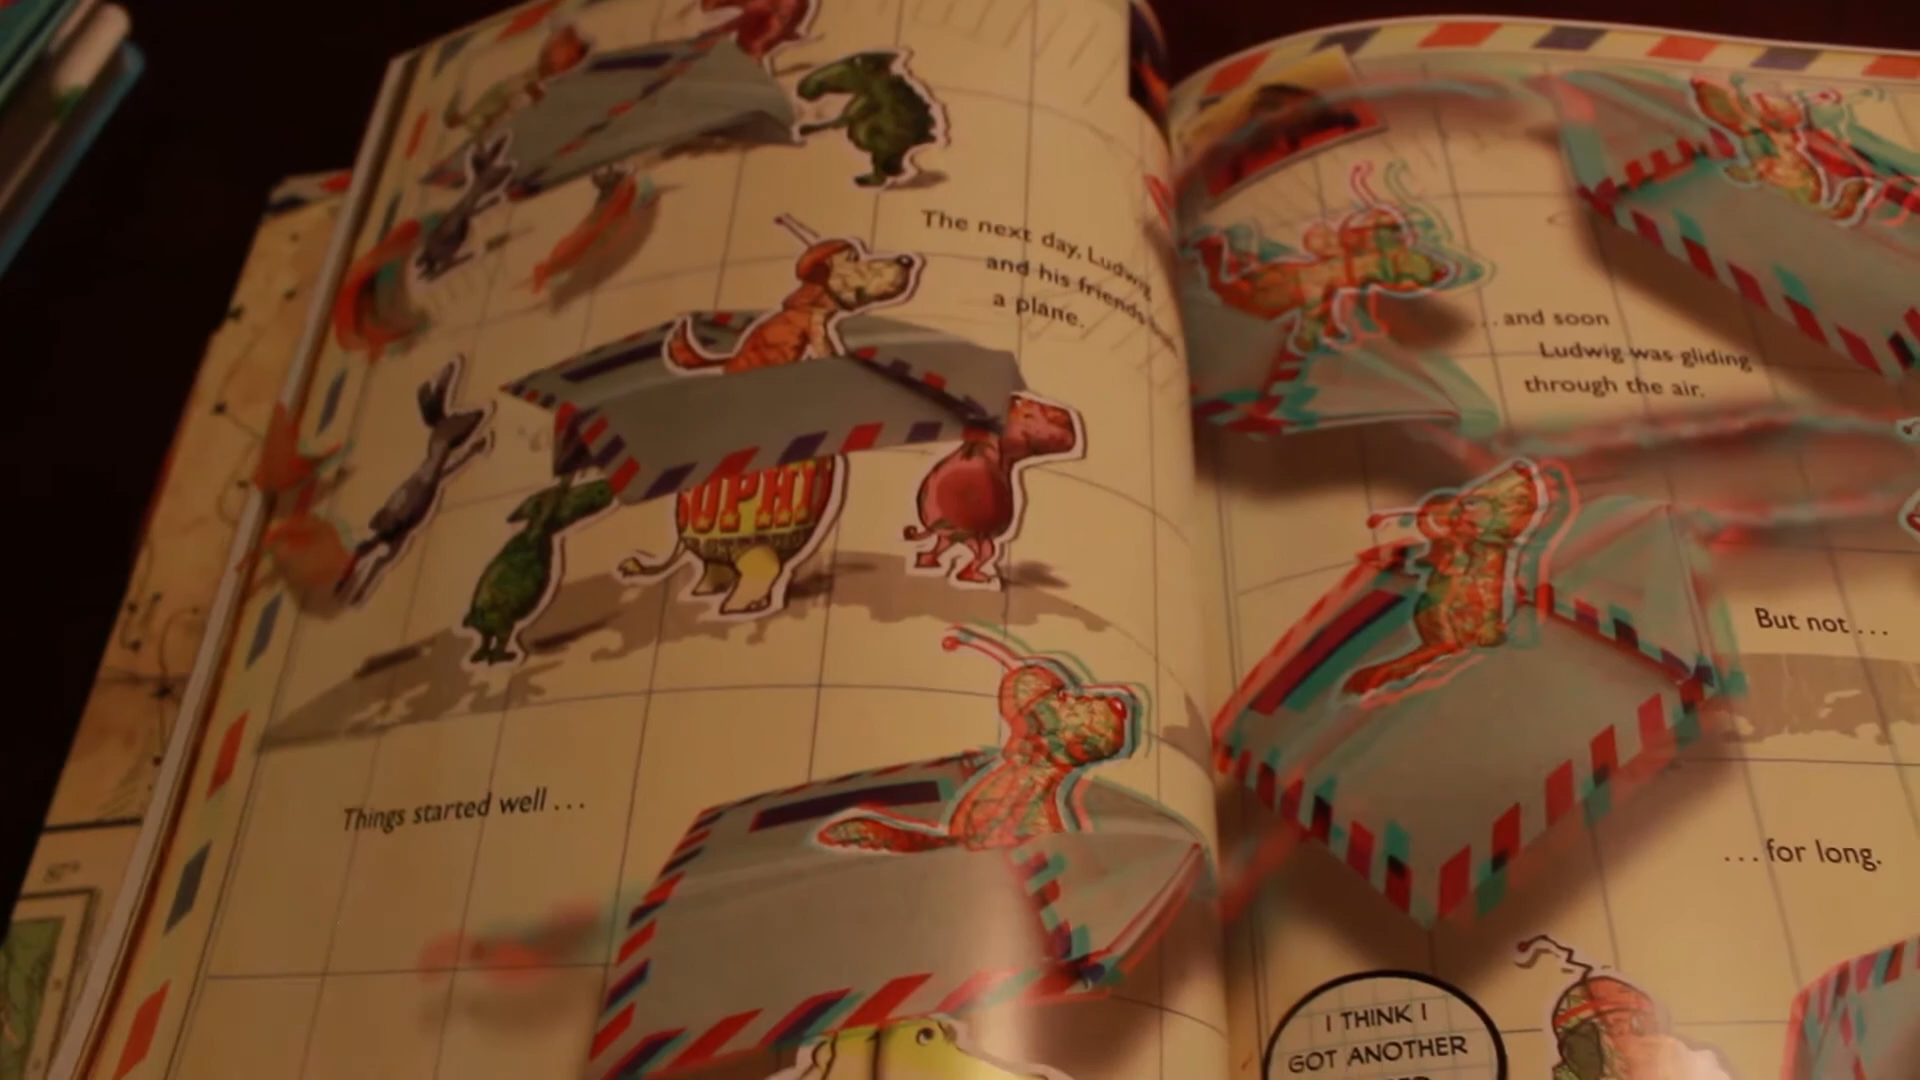 The next day, Ludwig
and his friends
a plane.
Things started well ...
...and soon
Ludwig was gliding
through the air.
But not ...
...for long.
I THINK I
GOT ANOTHER